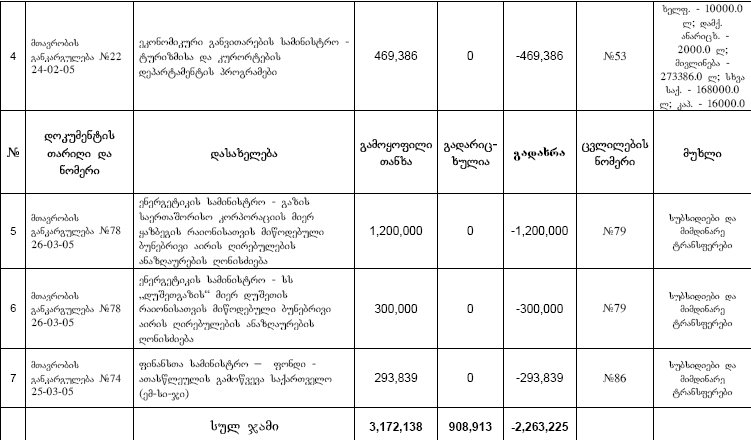 ხელფ. - 10000.0
ლ; დამქ.
ანარიცხ. -
2000.0 ლ;
მივლინება -
273386.0 ლ; სხვა
საქ. - 168000.0
ლ; კაპ. - 16000.0
4
მთავრობის
განკარგულება №22
24-02-05
ეკონომიკური განვითარების სამინისტრო -
ტურიზმისა და კურორტების
დეპარტამენტის პროგრამები
469,386
0
-469,386
№53
№
დოკუმენტის
თარიღი და
ნომერი
დასახელება
გამოყოფილი
თანხა
გადარიც-
ხულია
გადახრა
ცვლილების
ნომერი
მუხლი
5
მთავრობის
განკარგულება №78
26-03-05
ენერგეტიკის სამინისტრო - გაზის
საერთაშორისო კორპორაციის მიერ
ყაზბეგის რაიონისათვის მიწოდებული
ბუნებრივი აირის ღირებულების
ანაზღაურების ღონისძიება
1,200,000
0
-1,200,000
№79
სუბსიდიები და
მიმდინარე
ტრანსფერები
6
მთავრობის
განკარგულება №78
26-03-05
ენერგეტიკის სამინისტრო - სს
„დუშეთგაზის“ მიერ დუშეთის
რაიონისათვის მიწოდებული ბუნებრივი
აირის ღირებულების ანაზღაურების
ღონისძიება
300,000
0
-300,000
№79
სუბსიდიები და
მიმდინარე
ტრანსფერები
7
მთავრობის
განკარგულება №74
25-03-05
ფინანსთა სამინისტრო – ფონდი -
ათასწლეულის გამოწვევა საქართველო
(ემ-სი-ჯი)
293,839
0
-293,839
№86
სუბსიდიები და
მიმდინარე
ტრანსფერები
სულ ჯამი
3,172,138
908,913
-2,263,225